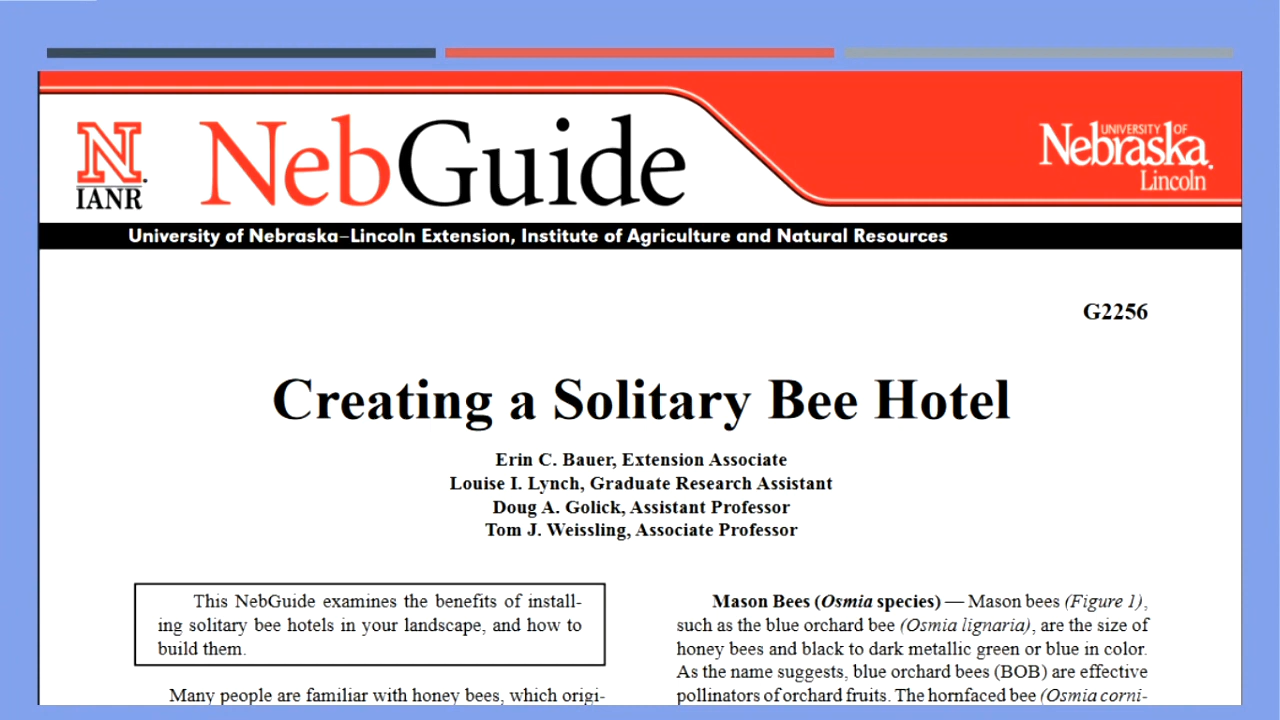 N
IANR
NebGuide
UNIVERSITY OF
Nebraska
Lincoln
University of Nebraska–Lincoln Extension, Institute of Agriculture and Natural Resources
G2256
Creating a Solitary Bee Hotel
Erin C. Bauer, Extension Associate
Louise I. Lynch, Graduate Research Assistant
Doug A. Golick, Assistant Professor
Tom J. Weissling, Associate Professor
This NebGuide examines the benefits of install-
ing solitary bee hotels in your landscape, and how to
build them.
Many people are familiar with honey bees, which origi-
Mason Bees (Osmia species) — Mason bees (Figure 1),
such as the blue orchard bee (Osmia lignaria), are the size of
honey bees and black to dark metallic green or blue in color.
As the name suggests, blue orchard bees (BOB) are effective
pollinators of orchard fruits. The hornfaced bee (Osmia corni-